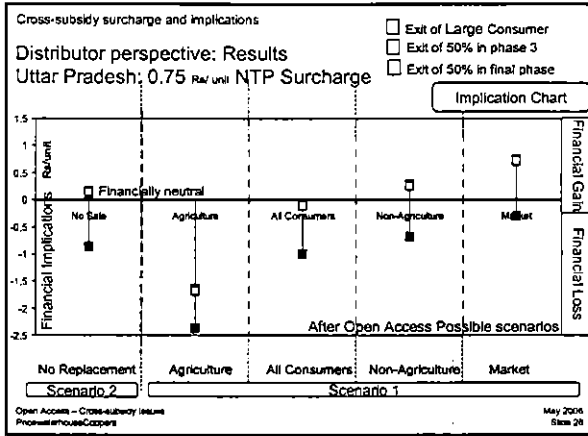 Cross-subsidy surcharge and implications
Distributor perspective: Results
Uttar Pradesh: 0.75 Rs/ unit NTP Surcharge
Exit of Large Consumer
Exit of 50% in phase 3
Exit of 50% in final phase
Implication Chart
Financial Implications Rs/unit
1.5
1
0.5
0
-0.5
-1
-1.5
-2
-2.5
Financially neutral
No Sale
Agriculture
All Consumers
Non-Agriculture
Market
Financial Gain
Financial Loss
After Open Access Possible scenarios
No Replacement
Agriculture
All Consumers
Non-Agriculture
Market
Scenario 2
Scenario 1
Open Access – Cross-subsidy Issues
PricewaterhouseCoopers
May 2006
Slide 26